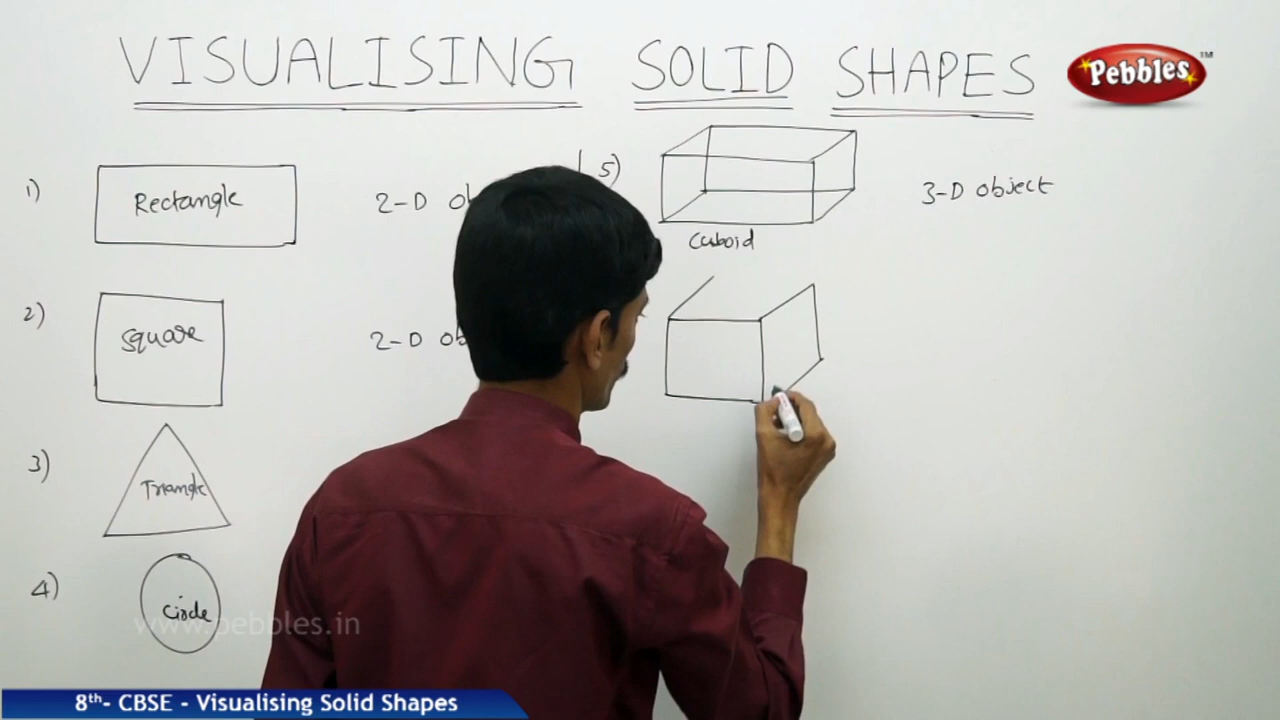 VISUALISING SOLID SHAPES
Pebbles TM
1) Rectangle 2-D
5) 3-D object
Cuboid
2) Square 2-D
3) Triangle
4) Circle
www.pebbles.in
8th- CBSE - Visualising Solid Shapes